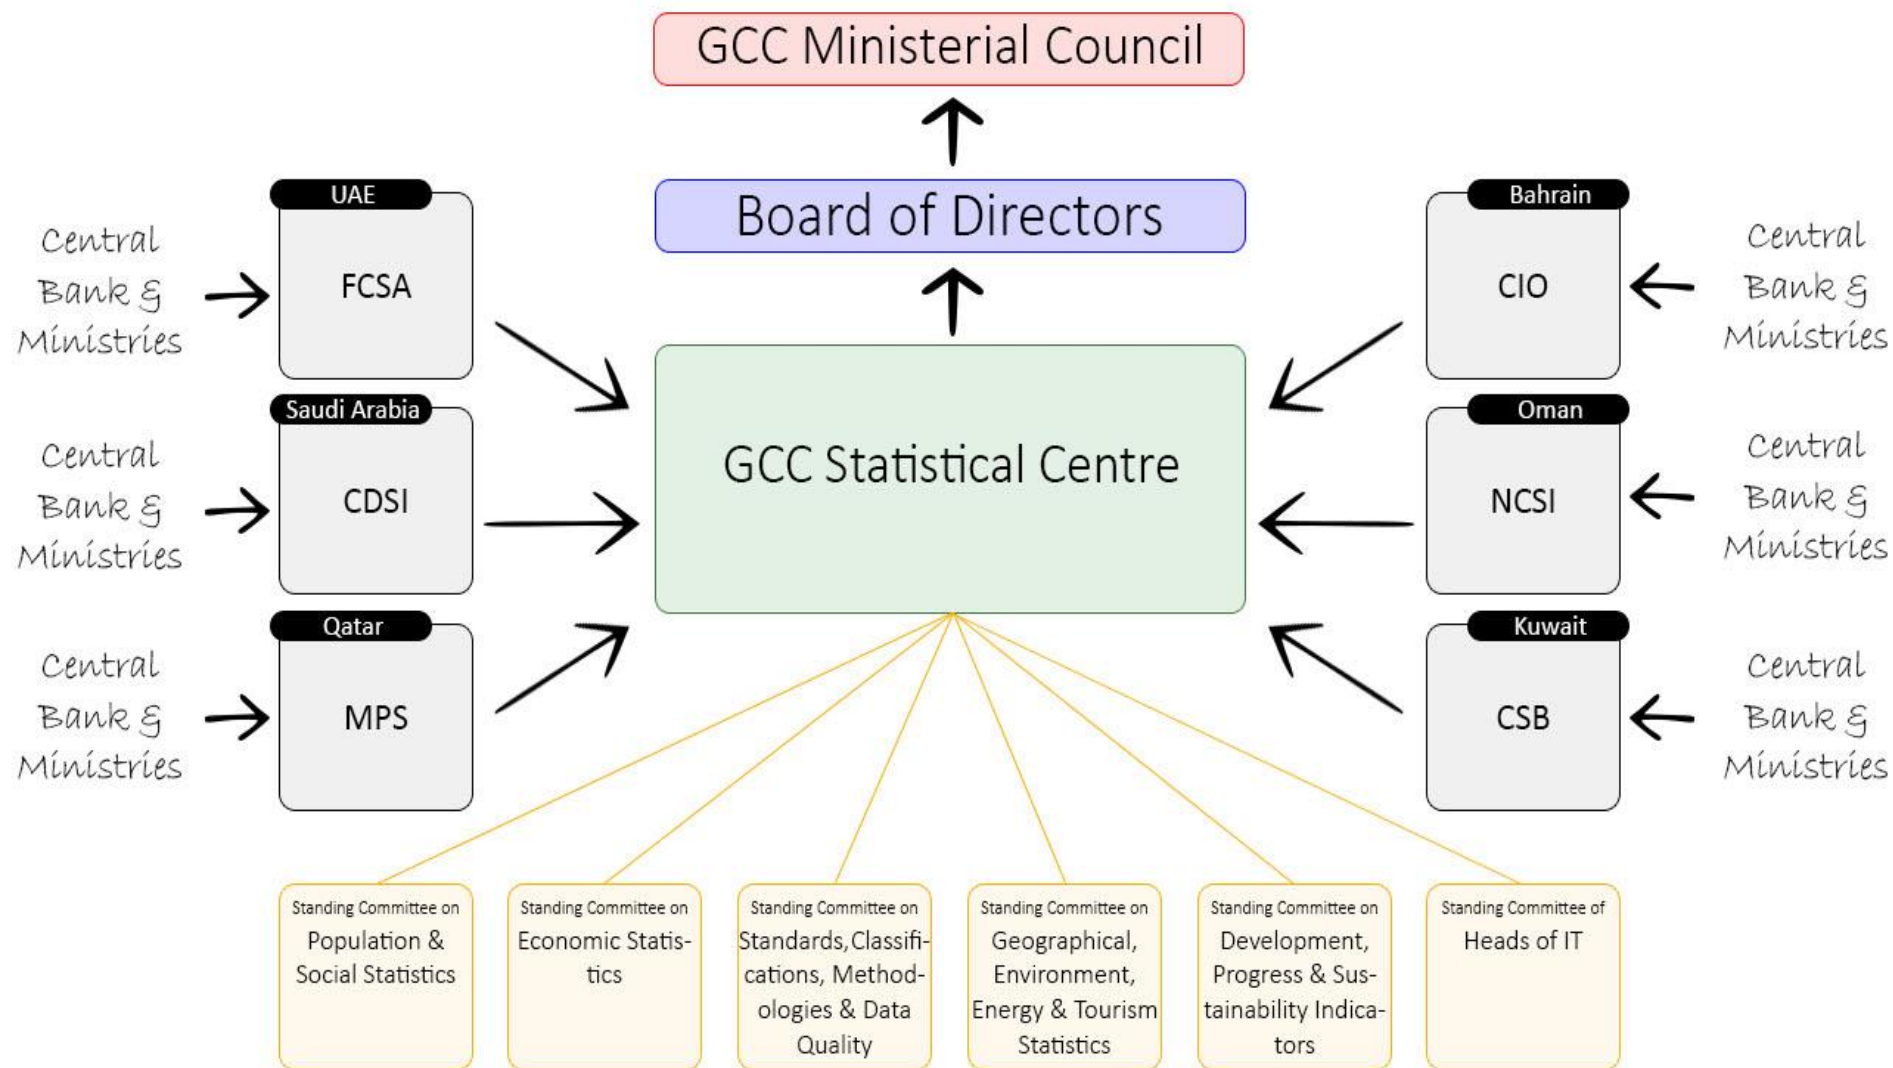 GCC Ministerial Council
Board of Directors
GCC Statistical Centre
UAE
FCSA
Central
Bank &
Ministries
Saudi Arabia
CDSI
Central
Bank &
Ministries
Qatar
MPS
Central
Bank &
Ministries
Bahrain
CIO
Central
Bank &
Ministries
Oman
NCSI
Central
Bank &
Ministries
Kuwait
CSB
Central
Bank &
Ministries
Standing Committee on
Population &
Social Statistics
Standing Committee on
Economic Statis-
tics
Standing Committee on
Standards,Classifi-
cations, Method-
ologies & Data
Quality
Standing Committee on
Geographical,
Environment,
Energy & Tourism
Statistics
Standing Committee on
Development,
Progress & Sus-
tainability Indica-
tors
Standing Committee of
Heads of IT